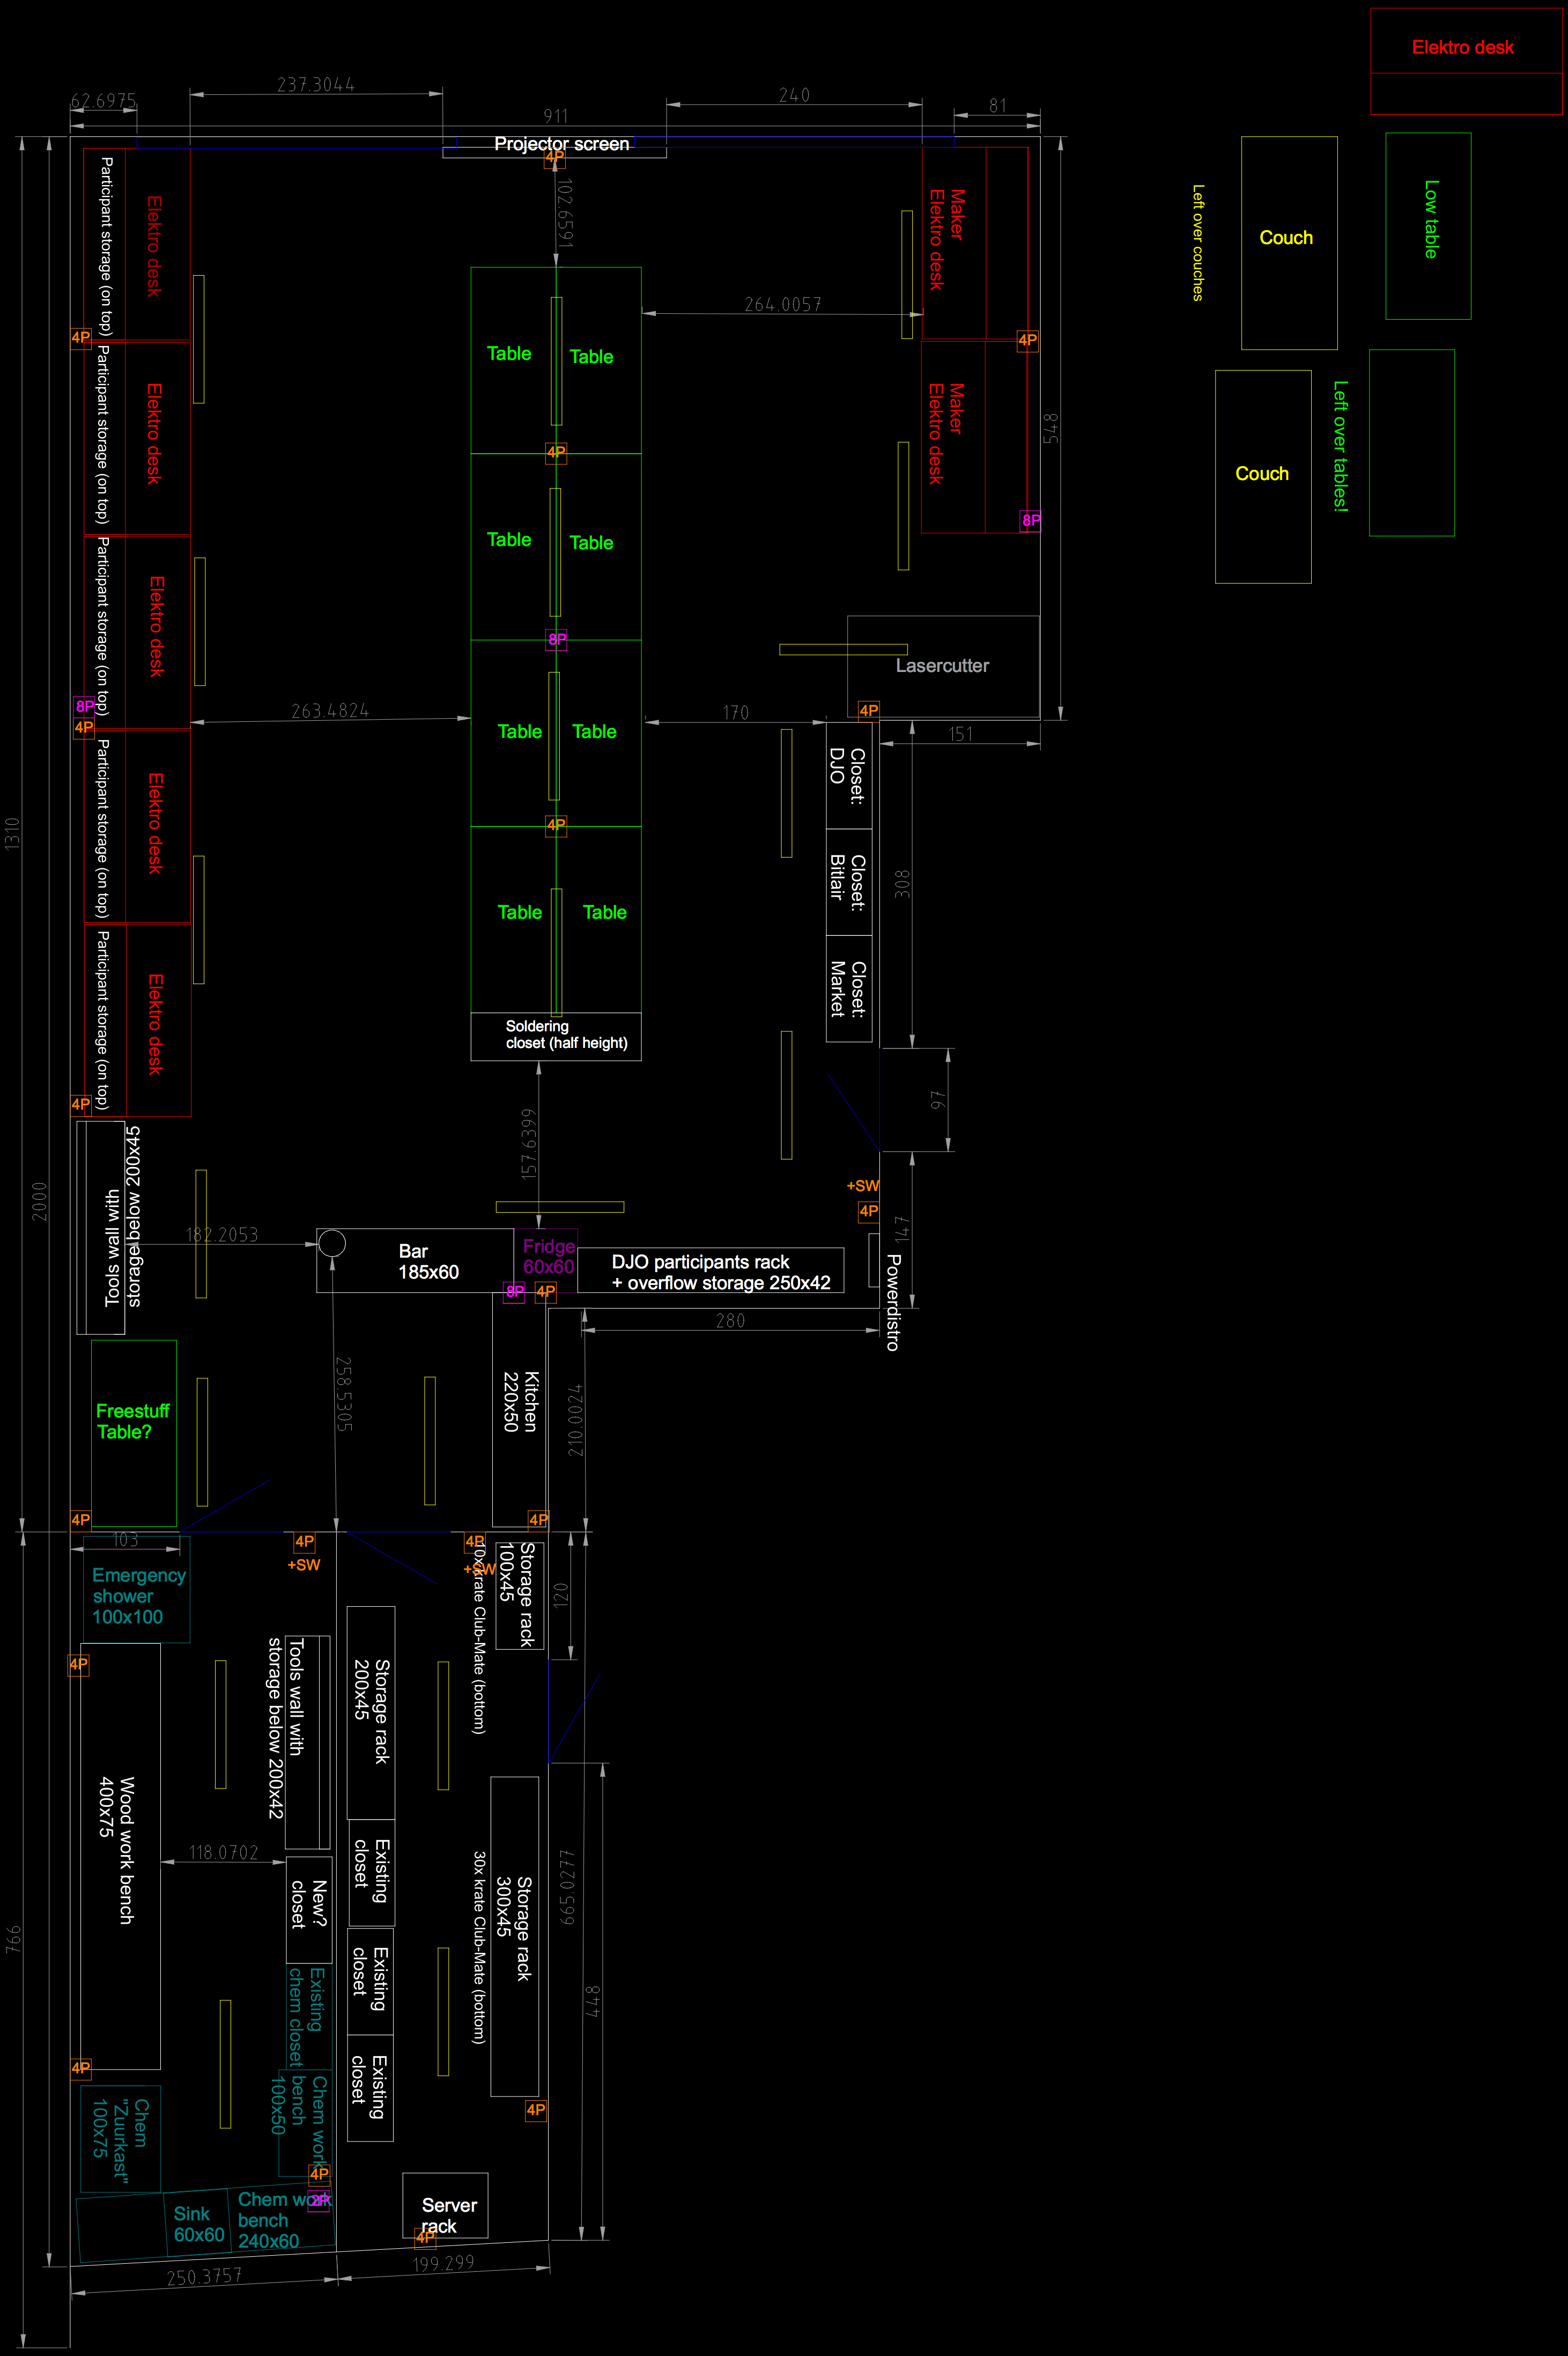 Elektro desk
237.3044
62.6975
240
81
911
Projector screen
4P
102.6591
Participant storage (on top)
Elektro desk
Maker
Elektro desk
Left over couches
Couch
Low table
264.0057
4P
4P
Table
Table
Participant storage (on top)
Elektro desk
Maker
Elektro desk
548
Couch
Left over tables!
4P
8P
Table
Table
Participant storage (on top)
Elektro desk
8P
Lasercutter
8P
4P
263.4824
170
4P
151
Table
Table
Participant storage (on top)
Elektro desk
Closet:
DJO
1310
4P
Closet:
Bitlair
308
Table
Table
Participant storage (on top)
Elektro desk
Closet:
Market
Soldering
closet (half height)
4P
97
157.6399
Tools wall with
storage below 200x45
2000
+SW
4P
147
182.2053
Bar
185x60
Fridge
60x60
DJO participants rack
+ overflow storage 250x42
Powerdistro
8P
4P
280
258.5305
Kitchen
220x50
210.0024
Freestuff
Table?
4P
4P
103
4P
+SW
4P
+SW
Emergency
shower
100x100
10x krate Club-Mate (bottom)
Storage rack
100x45
120
4P
Tools wall with
storage below 200x42
Storage rack
200x45
Wood work bench
400x75
118.0702
New?
closet
Existing
closet
30x krate Club-Mate (bottom)
Storage rack
300x45
665.0277
766
Existing
chem closet
Existing
closet
448
4P
Chem work
bench
100x50
Existing
closet
4P
Chem
"Zuurkast"
100x75
4P
2P
Sink
60x60
Chem work
bench
240x60
Server
rack
4P
250.3757
199.299